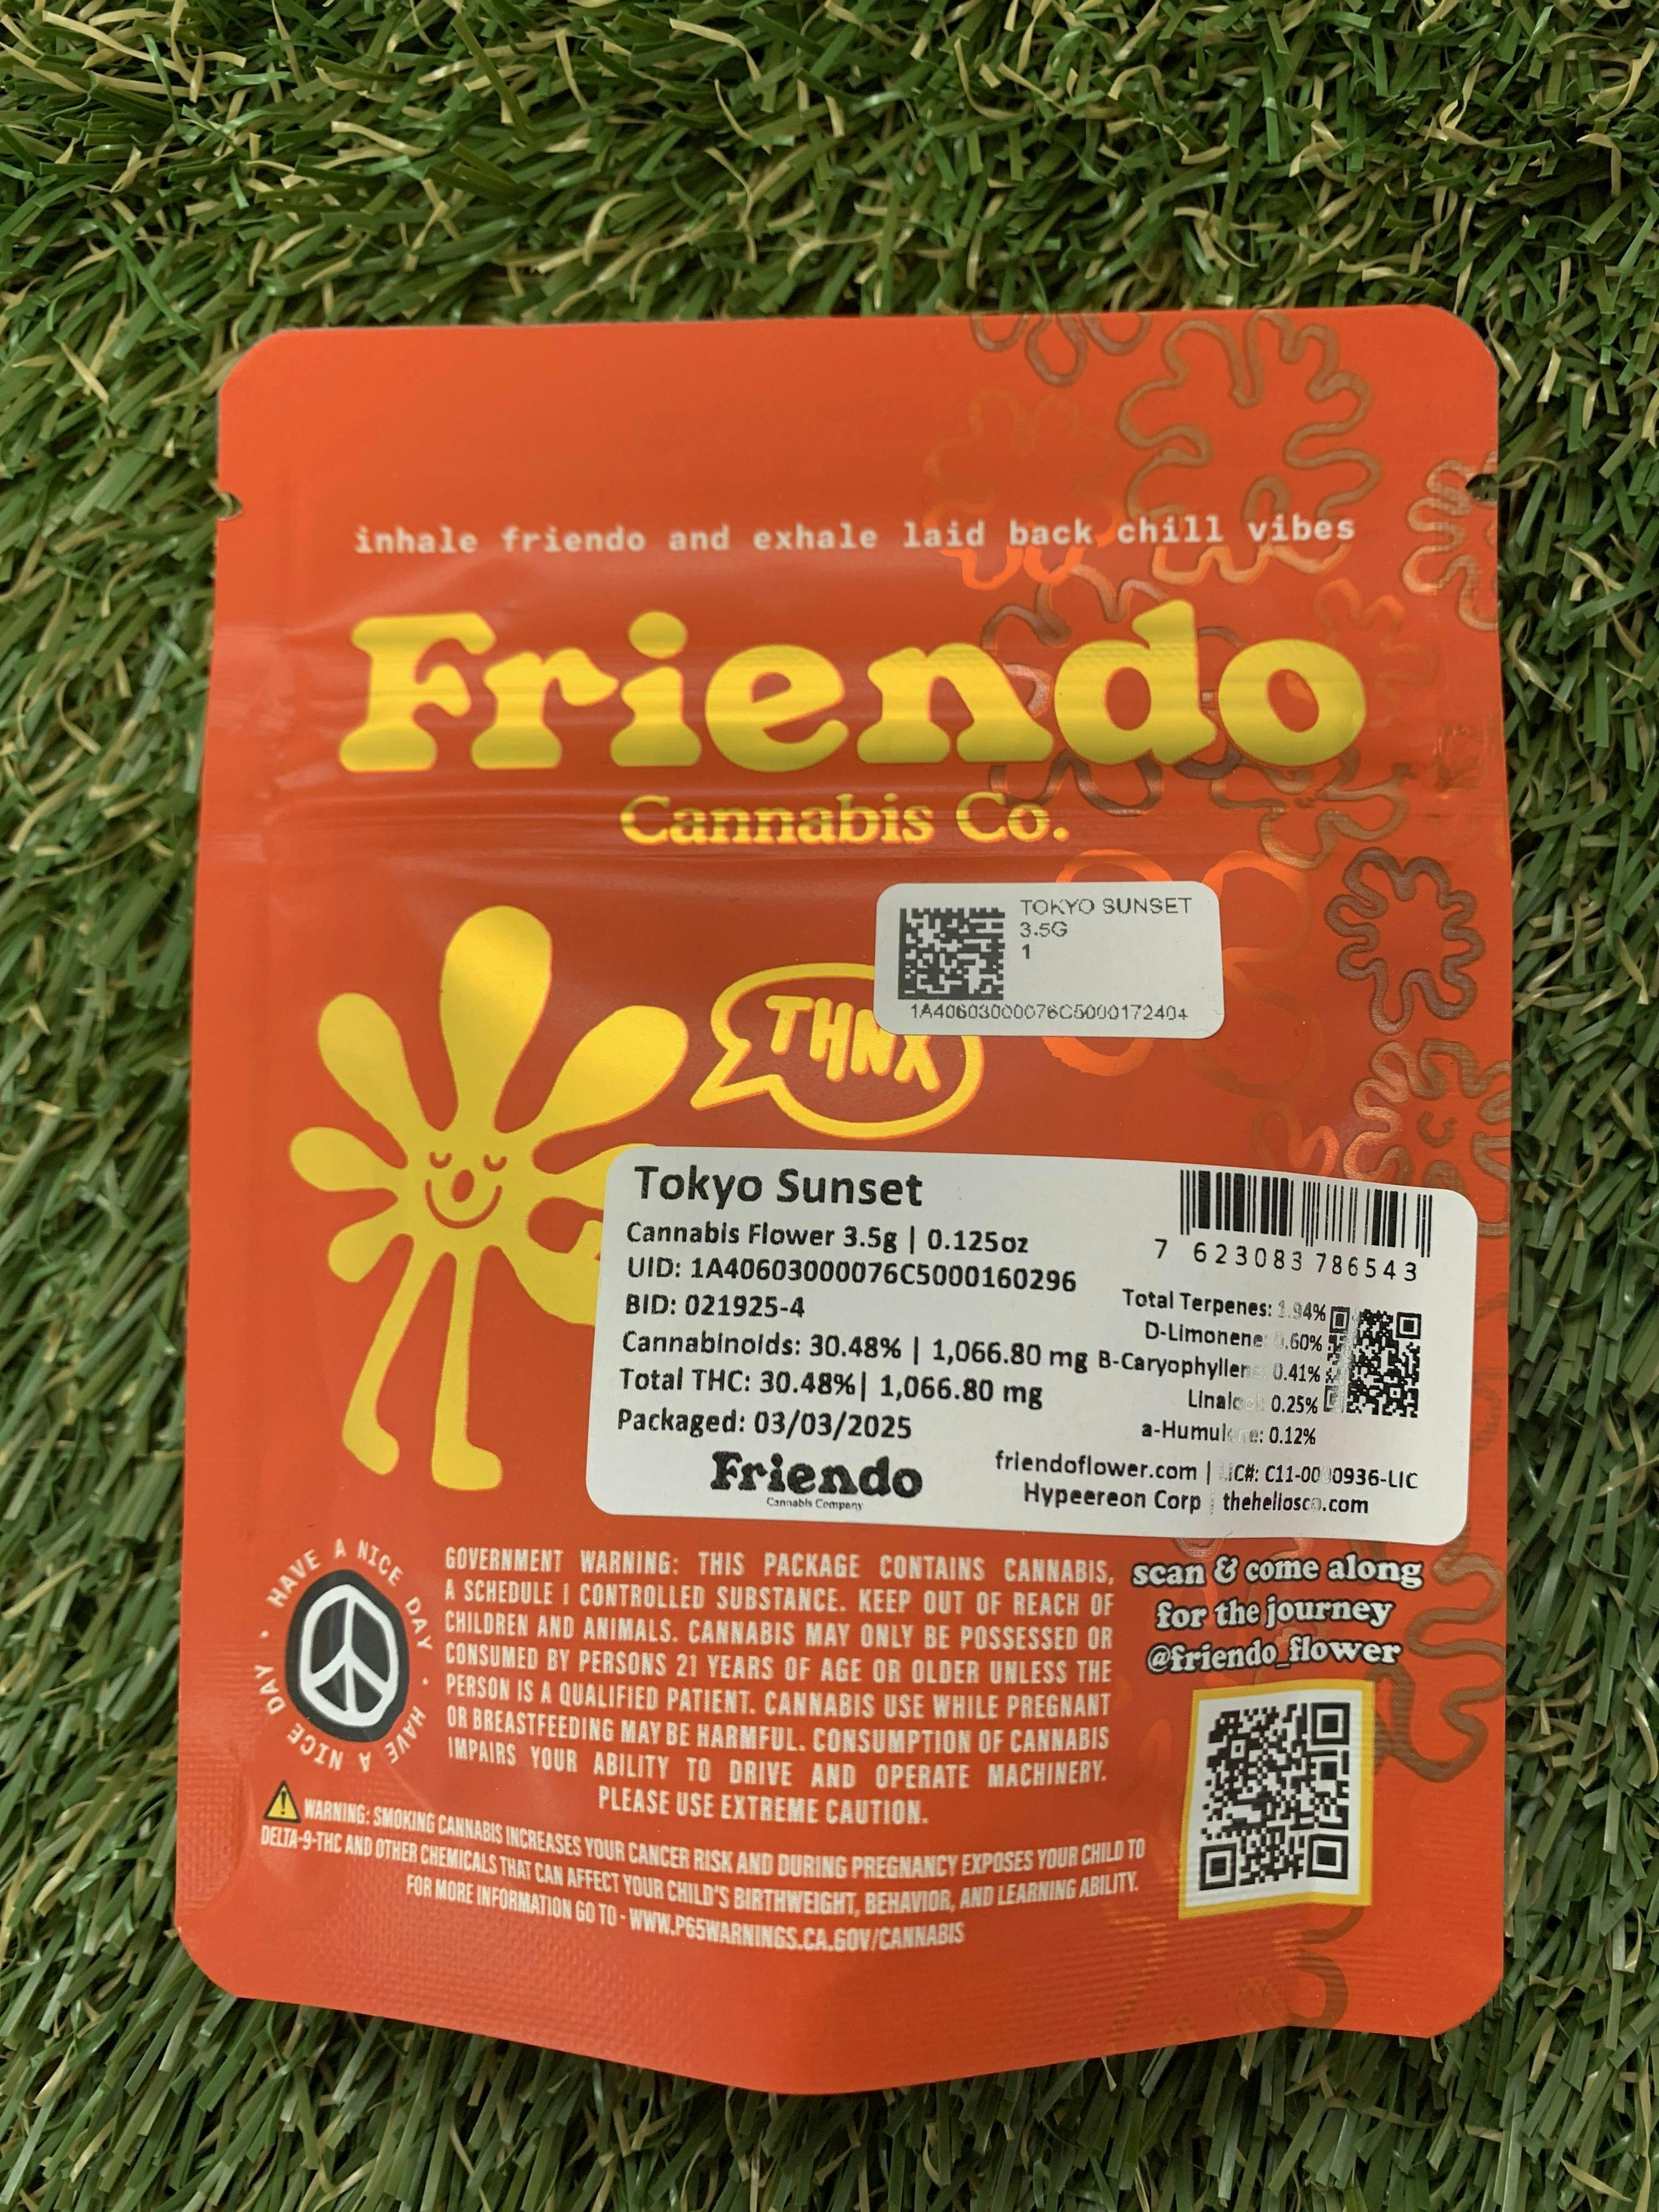 inhale friendo and exhale laid back chill vibes
Friendo
Cannabis Co.
TOKYO SUNSET
3.5G
1
1A40603000076C5000172404
THNX
Tokyo Sunset
Cannabis Flower 3.5g | 0.125oz
UID: 1A40603000076C5000160296
BID: 021925-4
Cannabinoids: 30.48% | 1,066.80 mg
Total THC: 30.48%| 1,066.80 mg
Packaged: 03/03/2025
Friendo
Cannabis Company
7 623083 786543
Total Terpenes: 1.94%
D-Limonene: 0.60%
B-Caryophyllene 0.41%
Linalool: 0.25%
a-Humulene: 0.12%
friendoflower.com | LIC#: C11-0000936-LIC
Hypeereon Corp | theheliosco.com
HAVE A NICE DAY · HAVE A NICE DAY ·
GOVERNMENT WARNING: THIS PACKAGE CONTAINS CANNABIS,
A SCHEDULE I CONTROLLED SUBSTANCE. KEEP OUT OF REACH OF
CHILDREN AND ANIMALS. CANNABIS MAY ONLY BE POSSESSED OR
CONSUMED BY PERSONS 21 YEARS OF AGE OR OLDER UNLESS THE
PERSON IS A QUALIFIED PATIENT. CANNABIS USE WHILE PREGNANT
OR BREASTFEEDING MAY BE HARMFUL. CONSUMPTION OF CANNABIS
IMPAIRS YOUR ABILITY TO DRIVE AND OPERATE MACHINERY.
PLEASE USE EXTREME CAUTION.
scan & come along
for the journey
@friendo_flower
WARNING: SMOKING CANNABIS INCREASES YOUR CANCER RISK AND DURING PREGNANCY EXPOSES YOUR CHILD TO
DELTA-9-THC AND OTHER CHEMICALS THAT CAN AFFECT YOUR CHILD'S BIRTHWEIGHT, BEHAVIOR, AND LEARNING ABILITY.
FOR MORE INFORMATION GO TO - WWW.P65WARNINGS.CA.GOV/CANNABIS